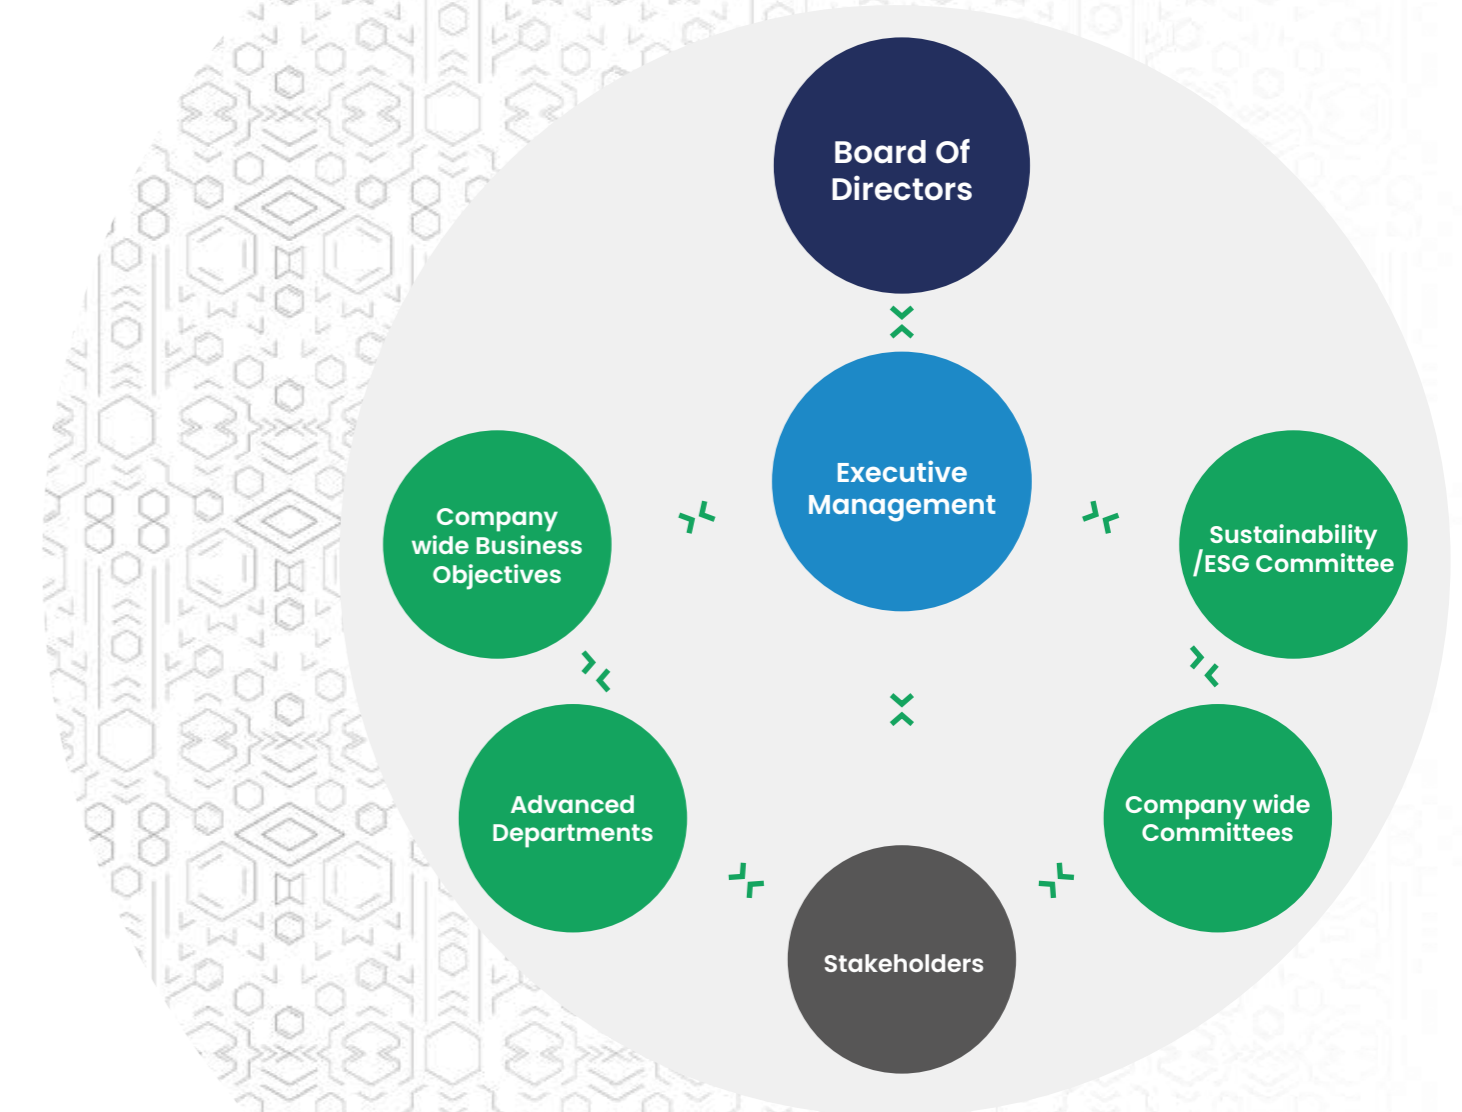 Board Of
Directors
Executive
Management
Company
wide Business
Objectives
Sustainability
/ESG Committee
Advanced
Departments
Company wide
Committees
Stakeholders